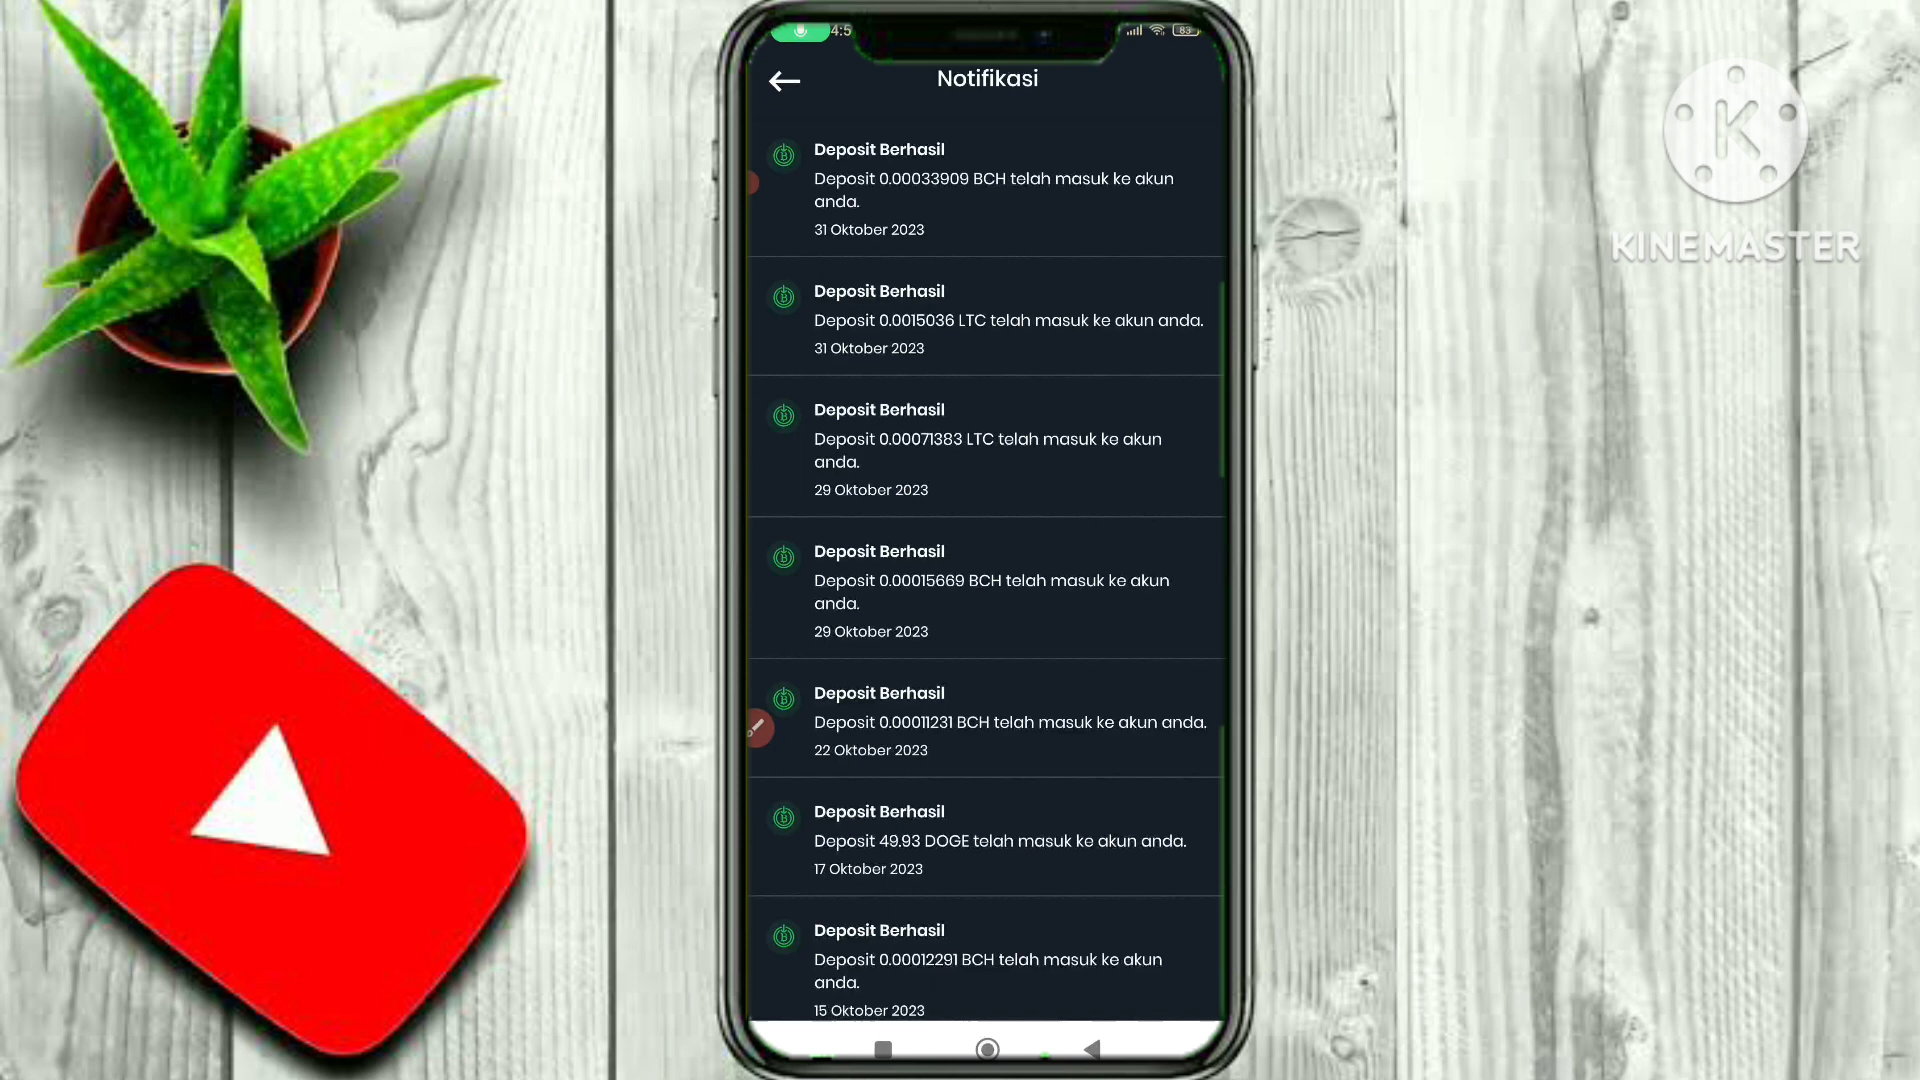 4:5
83
Notifikasi
Deposit Berhasil
Deposit 0.00033909 BCH telah masuk ke akun
anda.
31 Oktober 2023
Deposit Berhasil
Deposit 0.0015036 LTC telah masuk ke akun anda.
31 Oktober 2023
Deposit Berhasil
Deposit 0.00071383 LTC telah masuk ke akun
anda.
29 Oktober 2023
Deposit Berhasil
Deposit 0.00015669 BCH telah masuk ke akun
anda.
29 Oktober 2023
Deposit Berhasil
Deposit 0.00011231 BCH telah masuk ke akun anda.
22 Oktober 2023
Deposit Berhasil
Deposit 49.93 DOGE telah masuk ke akun anda.
17 Oktober 2023
Deposit Berhasil
Deposit 0.00012291 BCH telah masuk ke akun
anda.
15 Oktober 2023
K
KINEMASTER